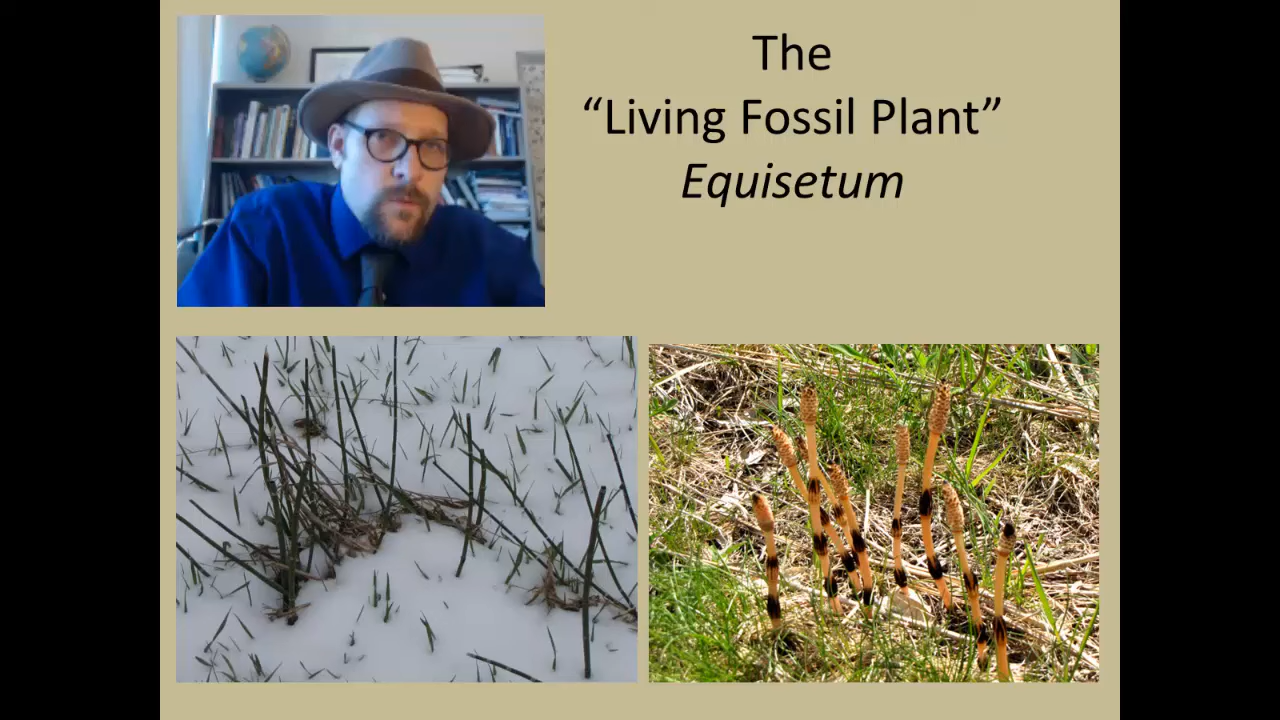 The
“Living Fossil Plant”
Equisetum